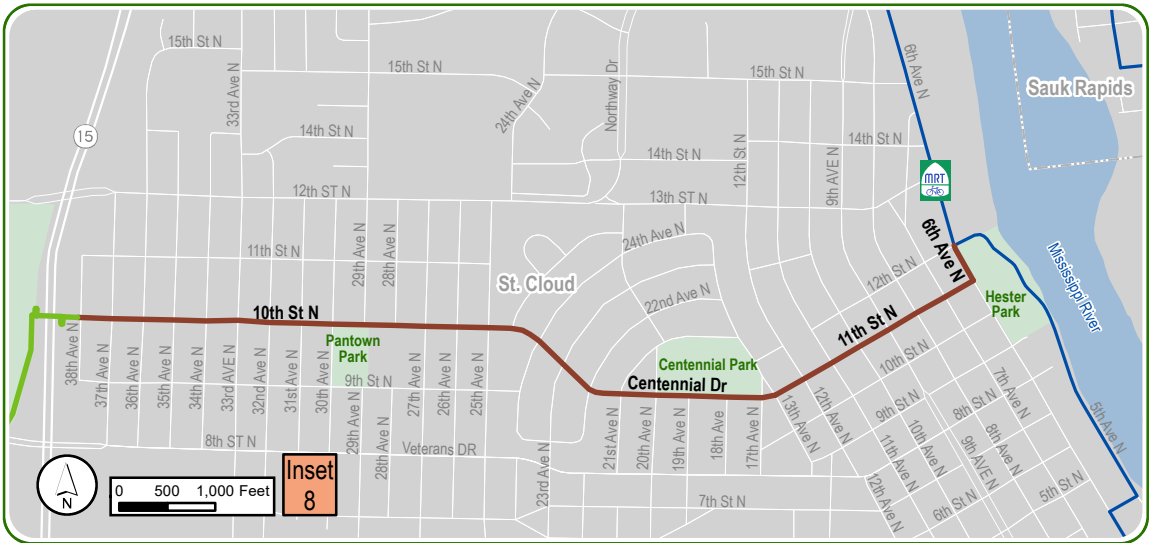 15th St N
15th St N
15th St N
6th Ave N
Sauk Rapids
33rd Ave N
24th Ave N
Northway Dr
15
14th St N
14th St N
14th St N
12th St N
9th AVE N
MRT
12th ST N
13th ST N
6th Ave N
11th St N
29th Ave N
28th Ave N
24th Ave N
12th St N
Mississippi River
St. Cloud
22nd Ave N
Hester
Park
10th St N
11th St N
Pantown
Park
Centennial Park
10th St N
38th Ave N
37th Ave N
36th Ave N
35th Ave N
34th Ave N
33rd AVE N
32nd Ave N
31st Ave N
30th Ave N
9th St N
27th Ave N
26th Ave N
25th Ave N
Centennial Dr
7th Ave N
5th Ave N
29th Ave N
28th Ave N
21st Ave N
20th Ave N
19th Ave N
18th Ave
17th Ave N
13th Ave N
12th Ave N
9th St N
8th St N
8th ST N
Veterans DR
23rd Ave N
11th Ave N
10th Ave N
9th AVE N
8th Ave N
12th Ave N
7th St N
6th St N
5th St N
N
0 500 1,000 Feet
Inset
8